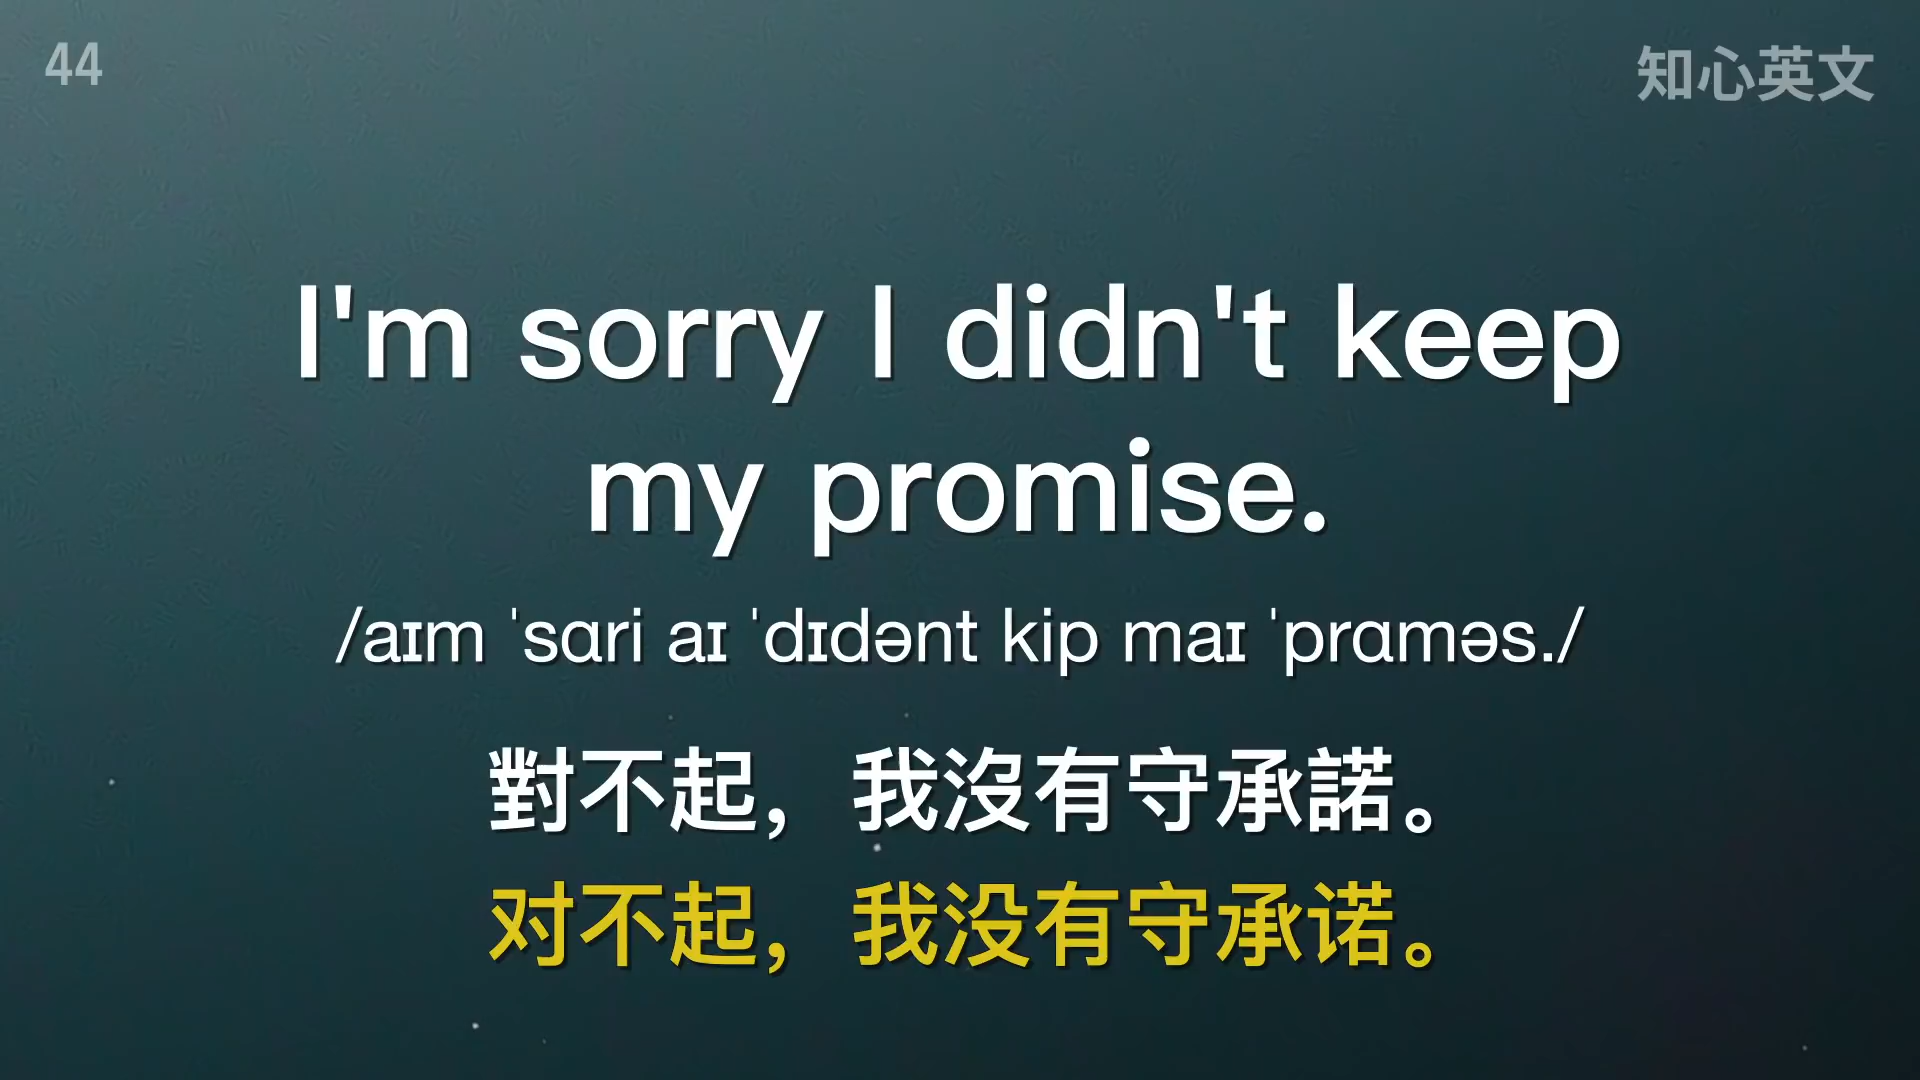 44
知心英文
I'm sorry I didn't keep
my promise.
/aɪm ˈsɑri aɪ ˈdɪdənt kip maɪ ˈprɑməs./
對不起，我沒有守承諾。
对不起，我没有守承诺。